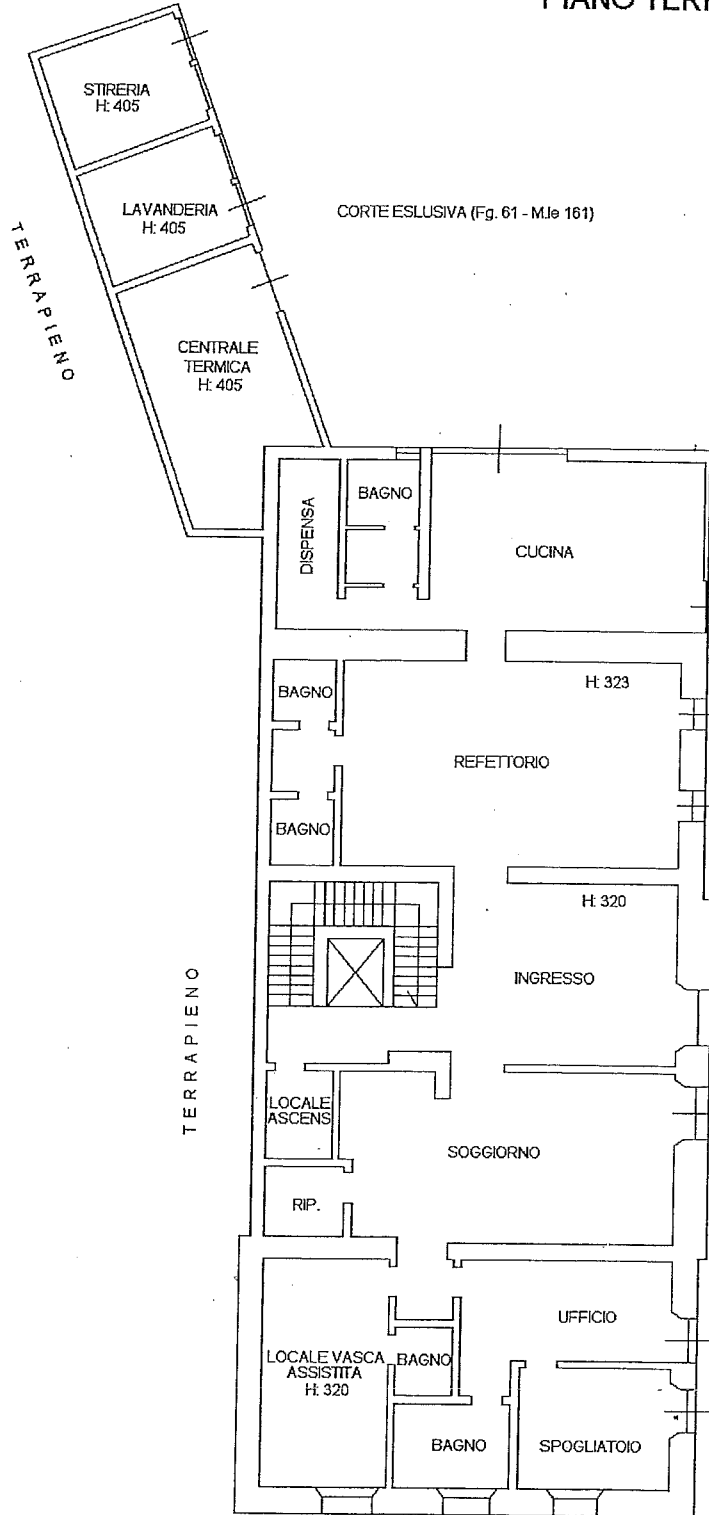 STIRERIA
H: 405
LAVANDERIA
H: 405
CORTE ESLUSIVA (Fg. 61 - M.le 161)
TERRAPIENO
CENTRALE
TERMICA
H: 405
DISPENSA
BAGNO
CUCINA
BAGNO
H: 323
REFETTORIO
BAGNO
H: 320
INGRESSO
TERRAPIENO
LOCALE
ASCENS
SOGGIORNO
RIP.
UFFICIO
LOCALE VASCA
ASSISTITA
H: 320
BAGNO
BAGNO
SPOGLIATOIO